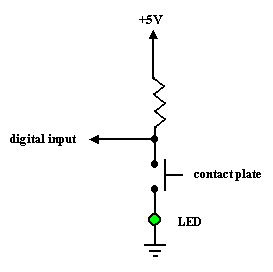 +5V
digital input
contact plate
LED